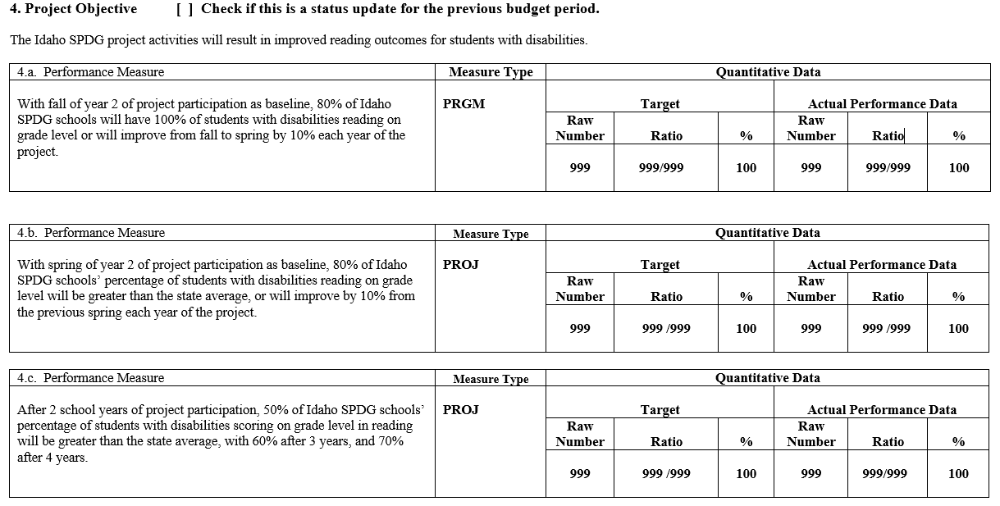 4. Project Objective [ ] Check if this is a status update for the previous budget period.
The Idaho SPDG project activities will result in improved reading outcomes for students with disabilities.
4.a. Performance Measure Measure Type Quantitative Data
With fall of year 2 of project participation as baseline, 80% of Idaho PRGM Target Actual Performance Data
SPDG schools will have 100% of students with disabilities reading on Raw Number Ratio % Raw Number Ratio %
grade level or will improve from fall to spring by 10% each year of the
project.
999 999/999 100 999 999/999 100
4.b. Performance Measure Measure Type Quantitative Data
With spring of year 2 of project participation as baseline, 80% of Idaho PROJ Target Actual Performance Data
SPDG schools' percentage of students with disabilities reading on grade Raw Number Ratio % Raw Number Ratio %
level will be greater than the state average, or will improve by 10% from
the previous spring each year of the project.
999 999 /999 100 999 999 /999 100
4.c. Performance Measure Measure Type Quantitative Data
After 2 school years of project participation, 50% of Idaho SPDG schools' PROJ Target Actual Performance Data
percentage of students with disabilities scoring on grade level in reading Raw Number Ratio % Raw Number Ratio %
will be greater than the state average, with 60% after 3 years, and 70%
after 4 years.
999 999 /999 100 999 999/999 100